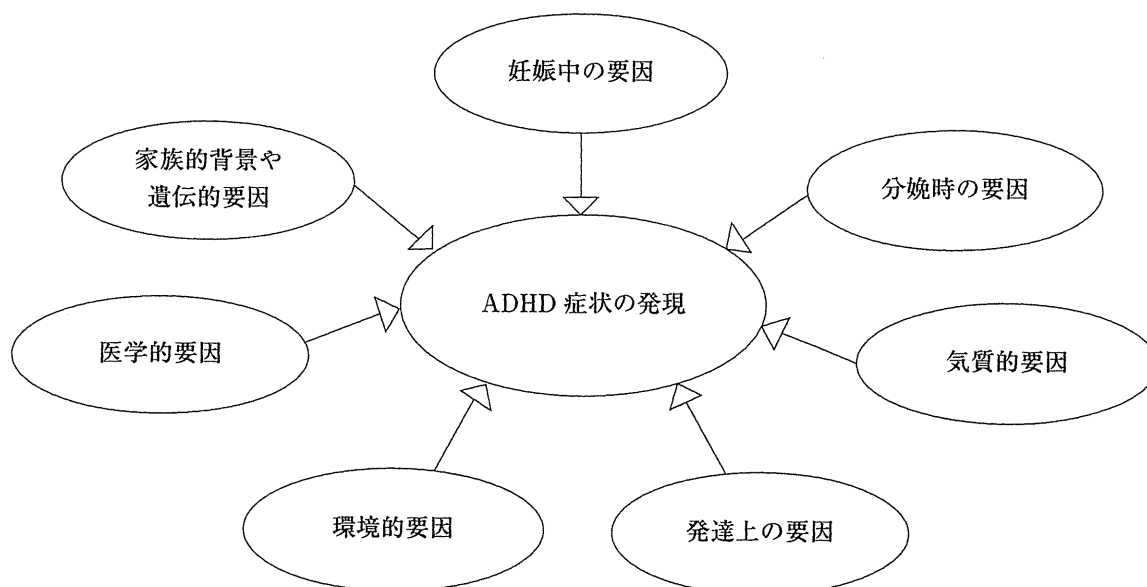 妊娠中の要因
家族的背景や
遺伝的要因
分娩時の要因
ADHD 症状の発現
医学的要因
気質的要因
環境的要因
発達上の要因